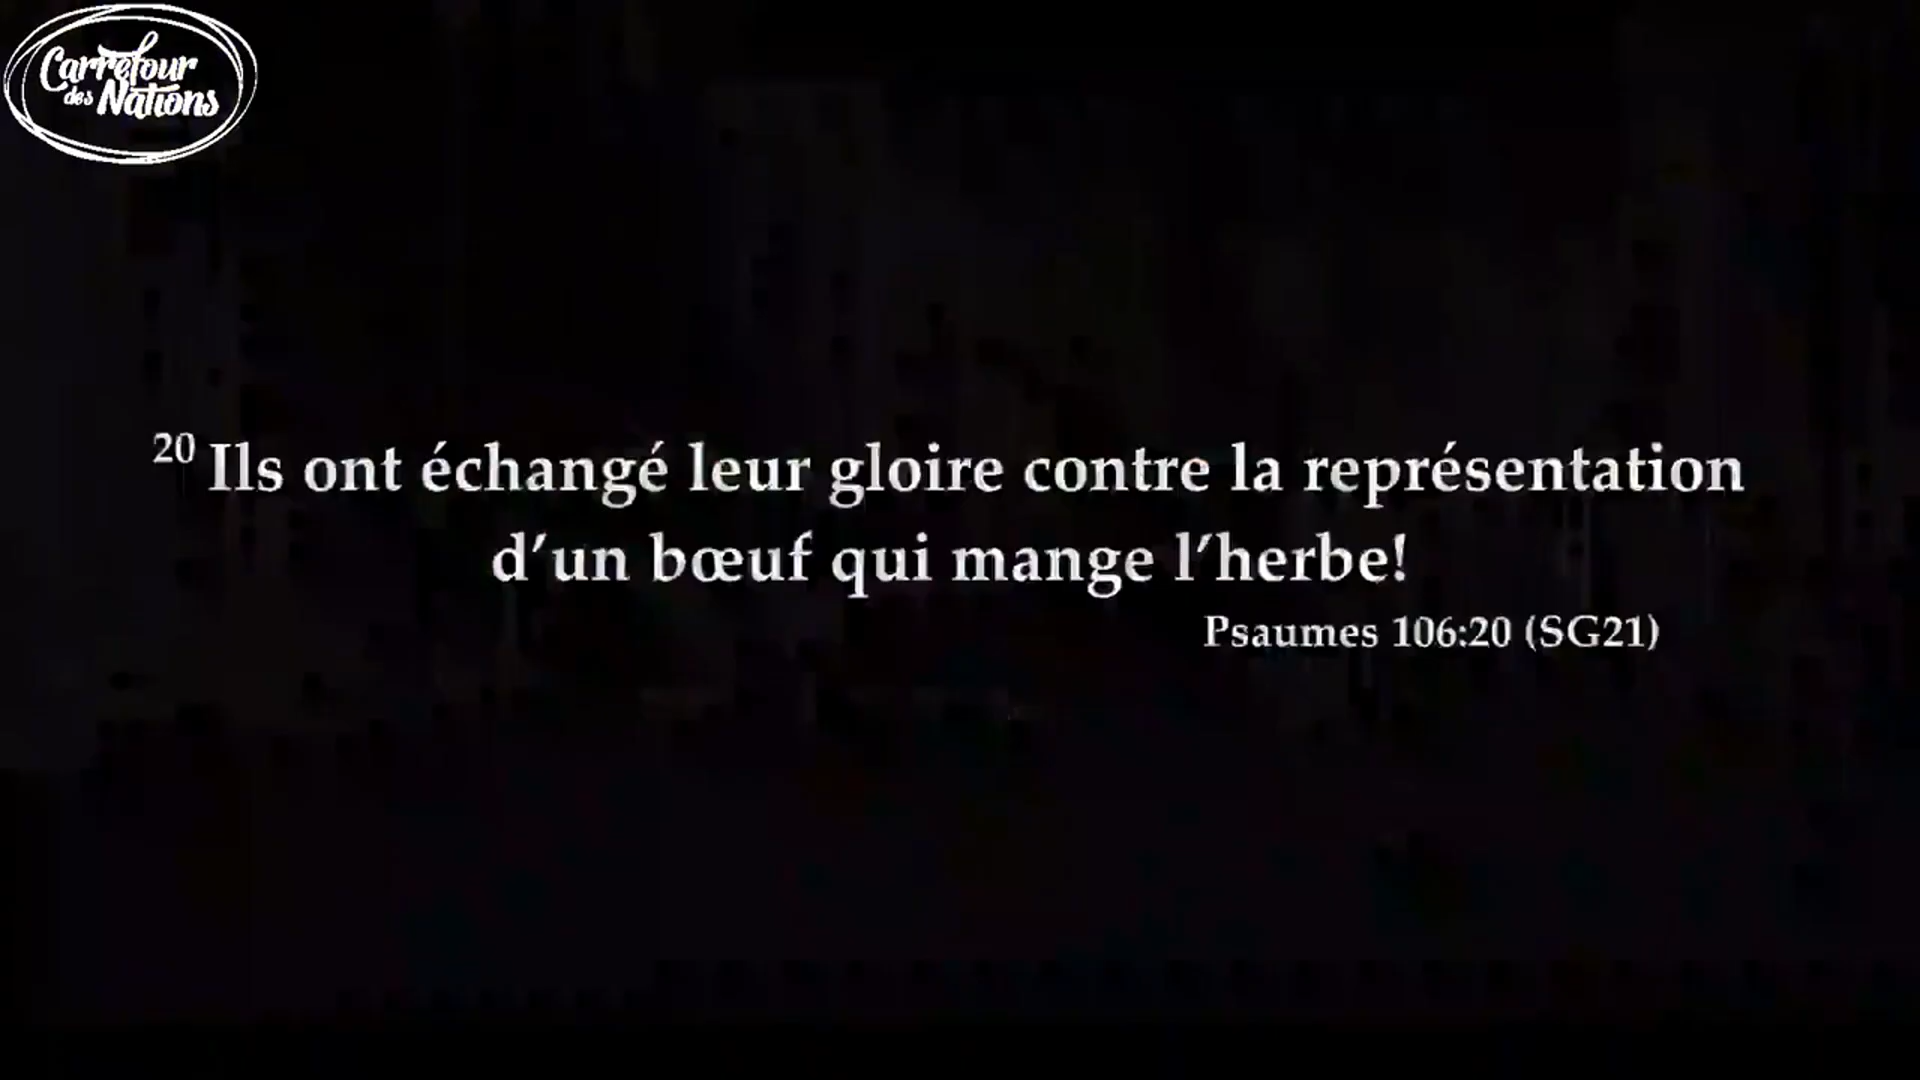 Carrefour
des Nations
20 Ils ont échangé leur gloire contre la représentation
d’un bœuf qui mange l’herbe!
Psaumes 106:20 (SG21)